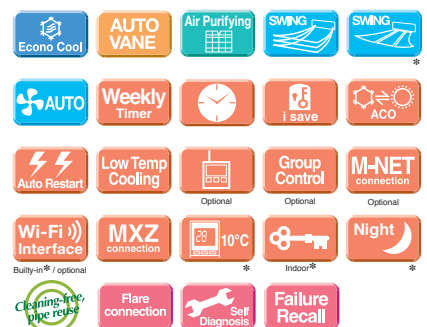 Econo Cool
AUTO
VANE
Air Purifying
SWING
SWING
*
AUTO
Weekly
Timer
i save
ACO
Auto Restart
Low Temp
Cooling
Optional
Group
Control
Optional
M-NET
connection
Optional
Wi-Fi
Interface
Builty-in* / optional
MXZ
connection
10°C
*
Indoor*
Night
*
Cleaning-free,
pipe reuse
Flare
connection
Self
Diagnosis
Failure
Recall